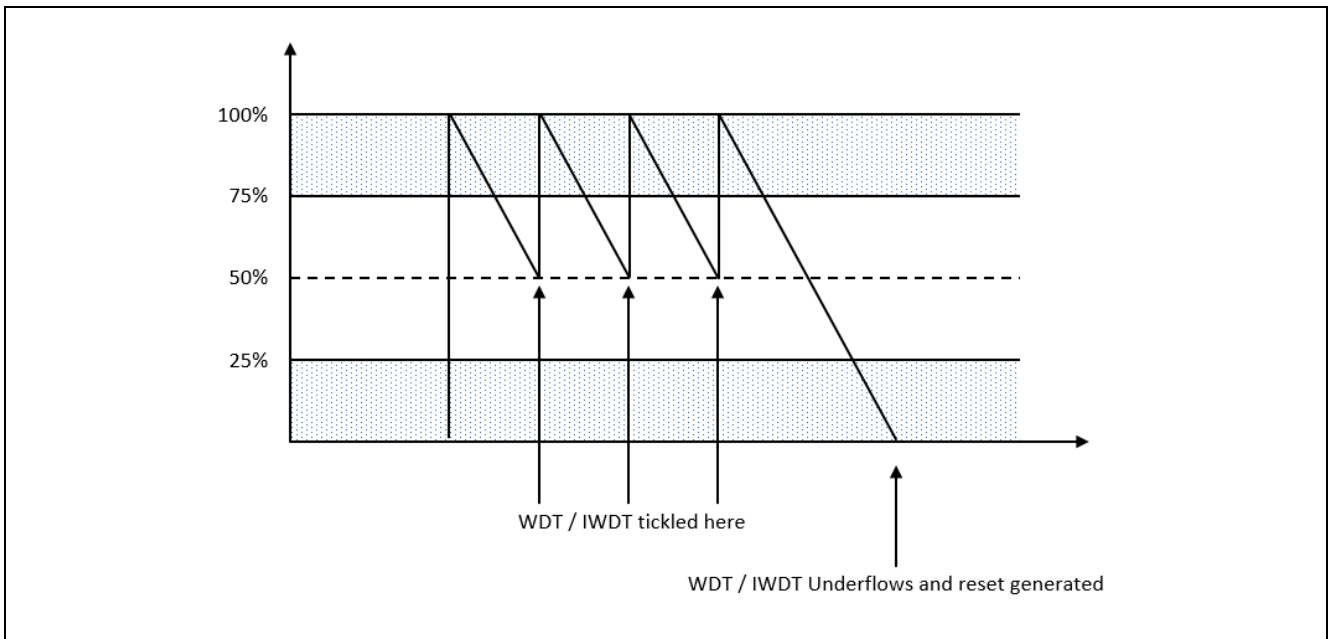 100%
75%
50%
25%
WDT / IWDT tickled here
WDT / IWDT Underflows and reset generated